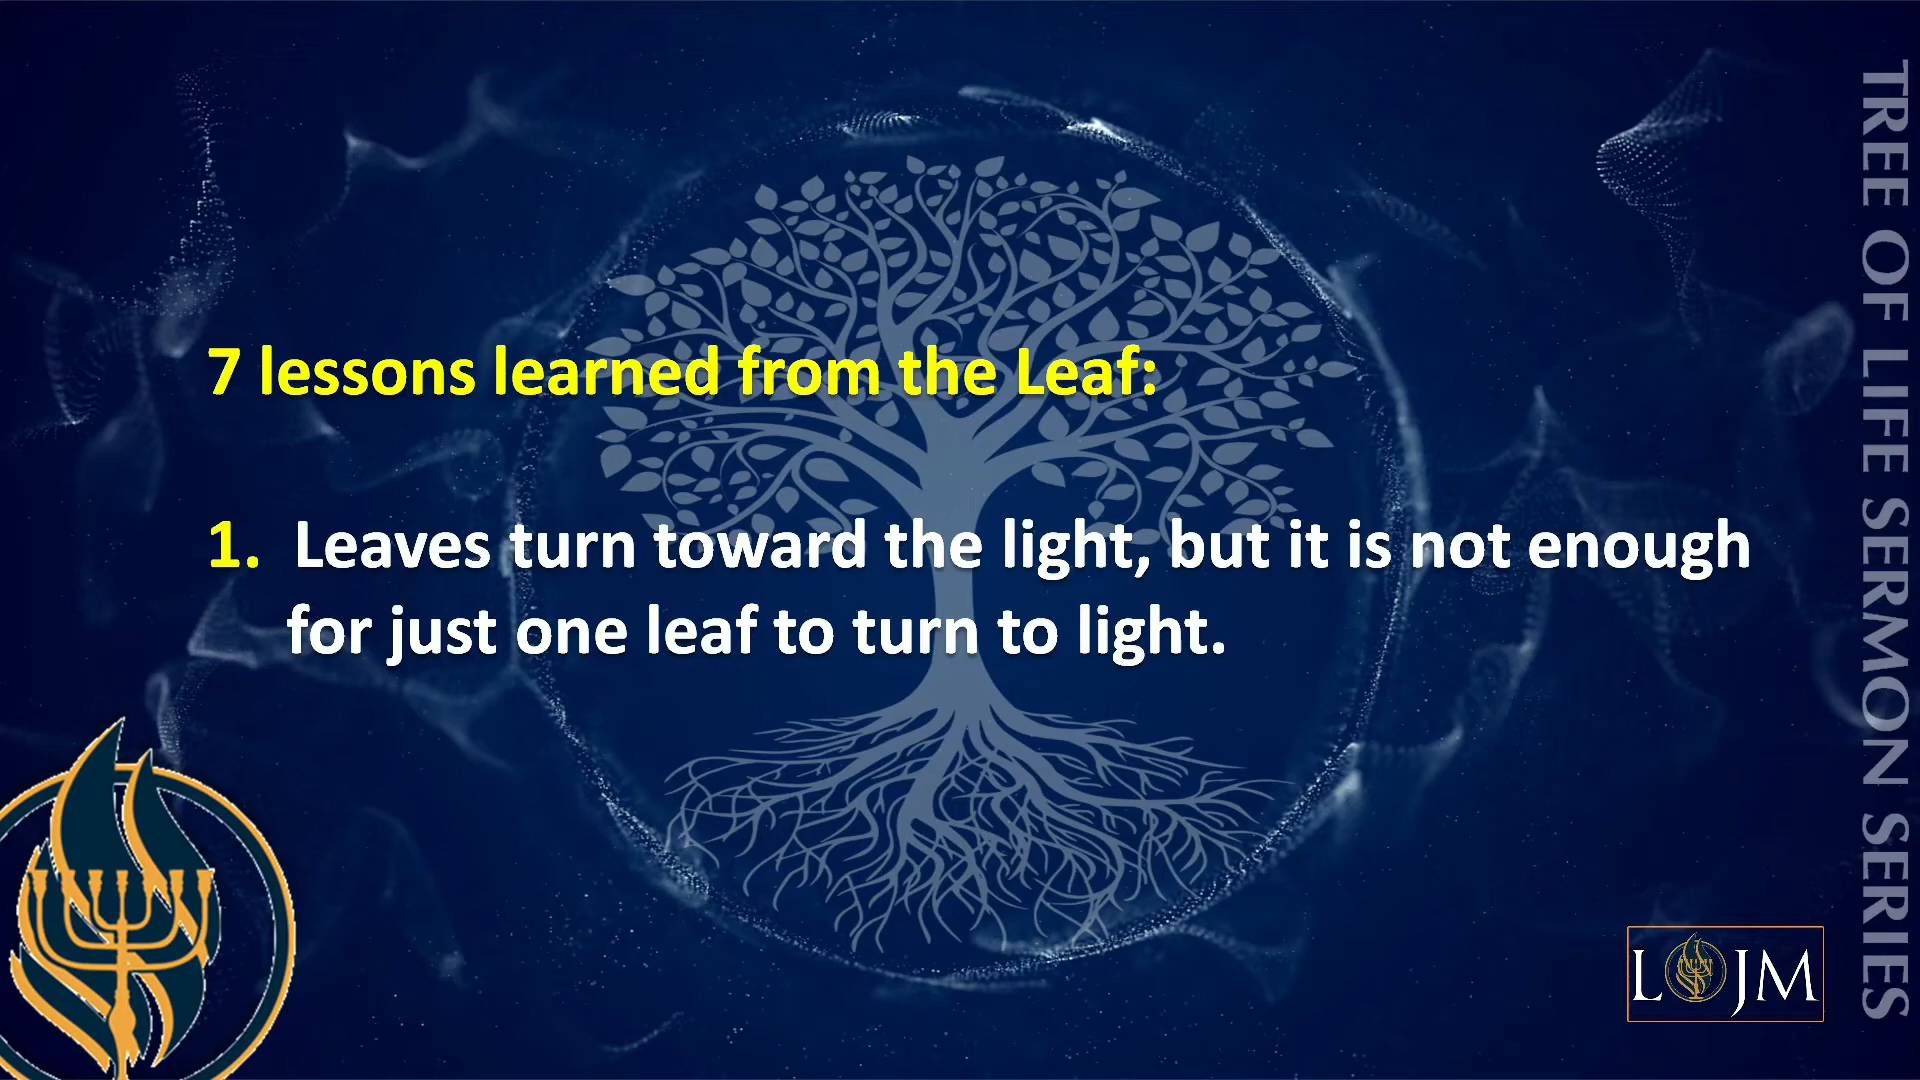 7 lessons learned from the Leaf:
1. Leaves turn toward the light, but it is not enough
for just one leaf to turn to light.
TREE OF LIFE SERMON SERIES
L JM